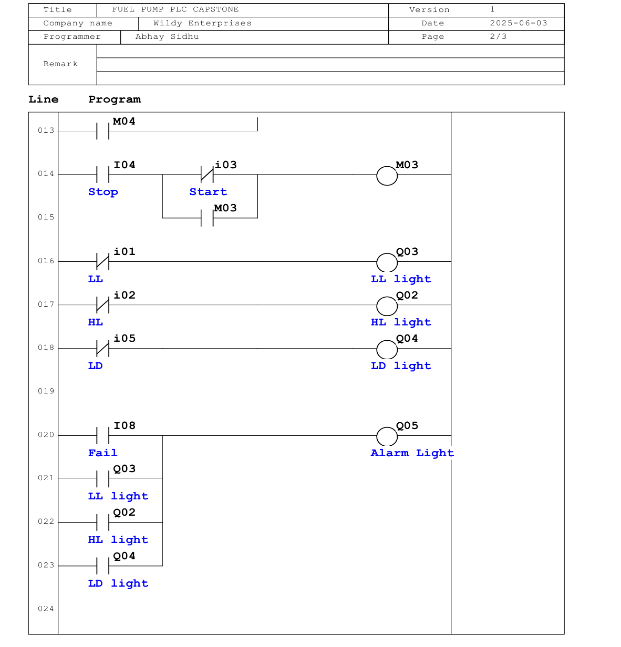 Title FUEL PUMP PLC CAPSTONE Version 1
Company name Wildy Enterprises Date 2025-06-03
Programmer Abhay Sidhu Page 2/3
Remark
Line Program
M04
013
I04 i03 M03
014
Stop Start
M03
015
i01 Q03
016
LL LL light
i02 Q02
017
HL HL light
i05 Q04
018
LD LD light
019
I08 Q05
020
Fail Alarm Light
Q03
021
LL light
Q02
022
HL light
Q04
023
LD light
024